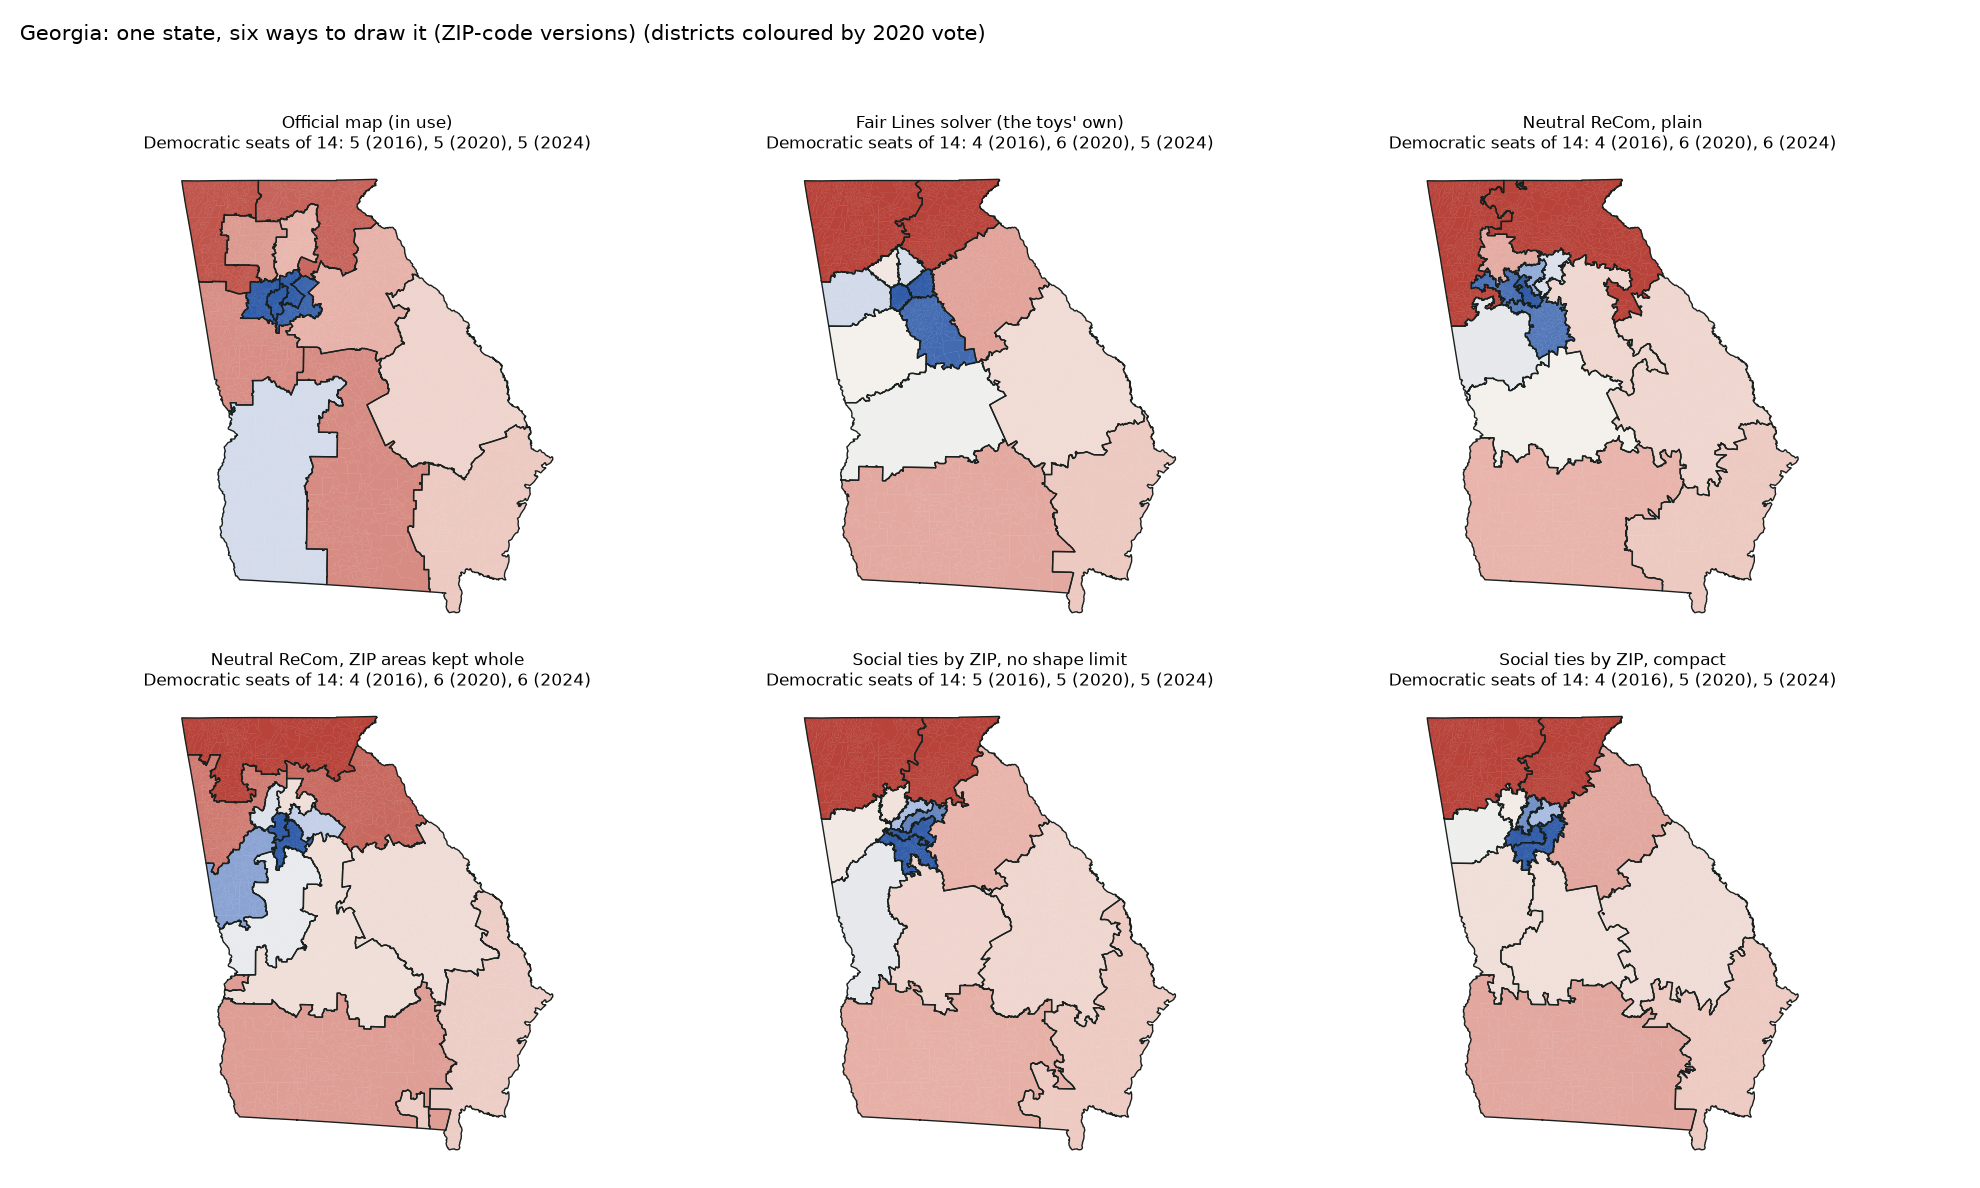 Georgia: one state, six ways to draw it (ZIP-code versions) (districts coloured by 2020 vote)
Official map (in use)
Democratic seats of 14: 5 (2016), 5 (2020), 5 (2024)
Fair Lines solver (the toys' own)
Democratic seats of 14: 4 (2016), 6 (2020), 5 (2024)
Neutral ReCom, plain
Democratic seats of 14: 4 (2016), 6 (2020), 6 (2024)
Neutral ReCom, ZIP areas kept whole
Democratic seats of 14: 4 (2016), 6 (2020), 6 (2024)
Social ties by ZIP, no shape limit
Democratic seats of 14: 5 (2016), 5 (2020), 5 (2024)
Social ties by ZIP, compact
Democratic seats of 14: 4 (2016), 5 (2020), 5 (2024)